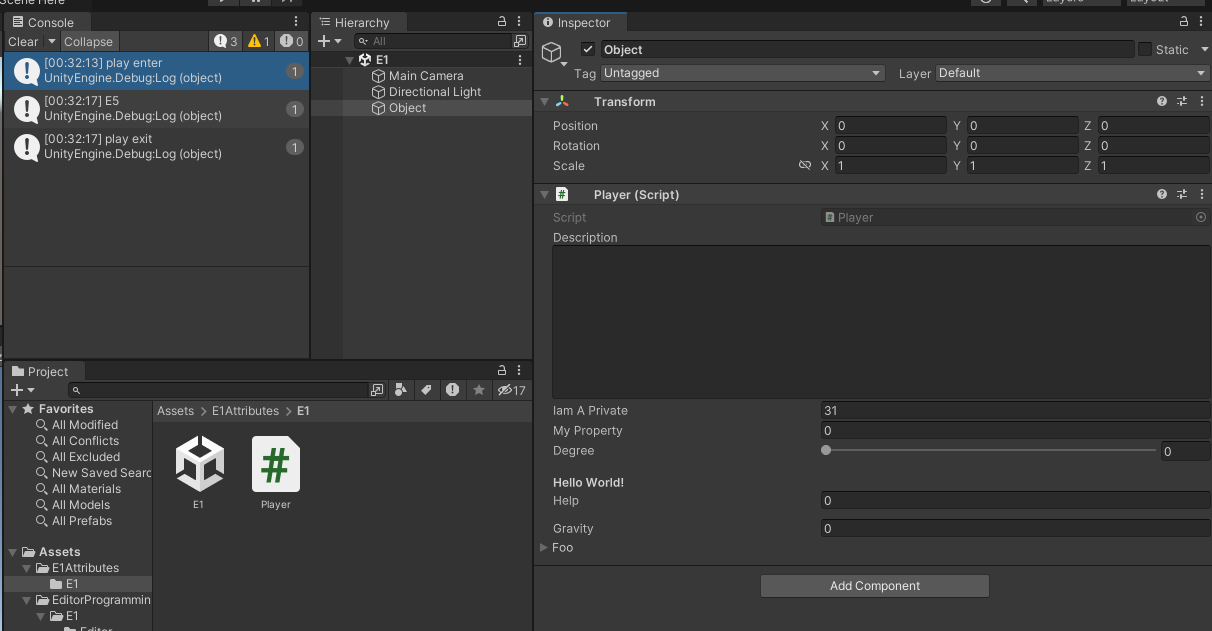 Scene Here
Layers
Layout
Console
Clear
Collapse
3
1
0
[00:32:13] play enter
UnityEngine.Debug:Log (object)
1
[00:32:17] E5
UnityEngine.Debug:Log (object)
1
[00:32:17] play exit
UnityEngine.Debug:Log (object)
1
Hierarchy
All
E1
Main Camera
Directional Light
Object
Project
17
Favorites
All Modified
All Conflicts
All Excluded
New Saved Searc
All Materials
All Models
All Prefabs
Assets
E1Attributes
E1
EditorProgrammin
E1
Editor
Assets > E1Attributes > E1
E1
Player
Inspector
Object
Static
Tag Untagged
Layer Default
Transform
Position X 0 Y 0 Z 0
Rotation X 0 Y 0 Z 0
Scale X 1 Y 1 Z 1
# Player (Script)
Script # Player
Description
Iam A Private 31
My Property 0
Degree 0
Hello World!
Help 0
Gravity 0
Foo
Add Component